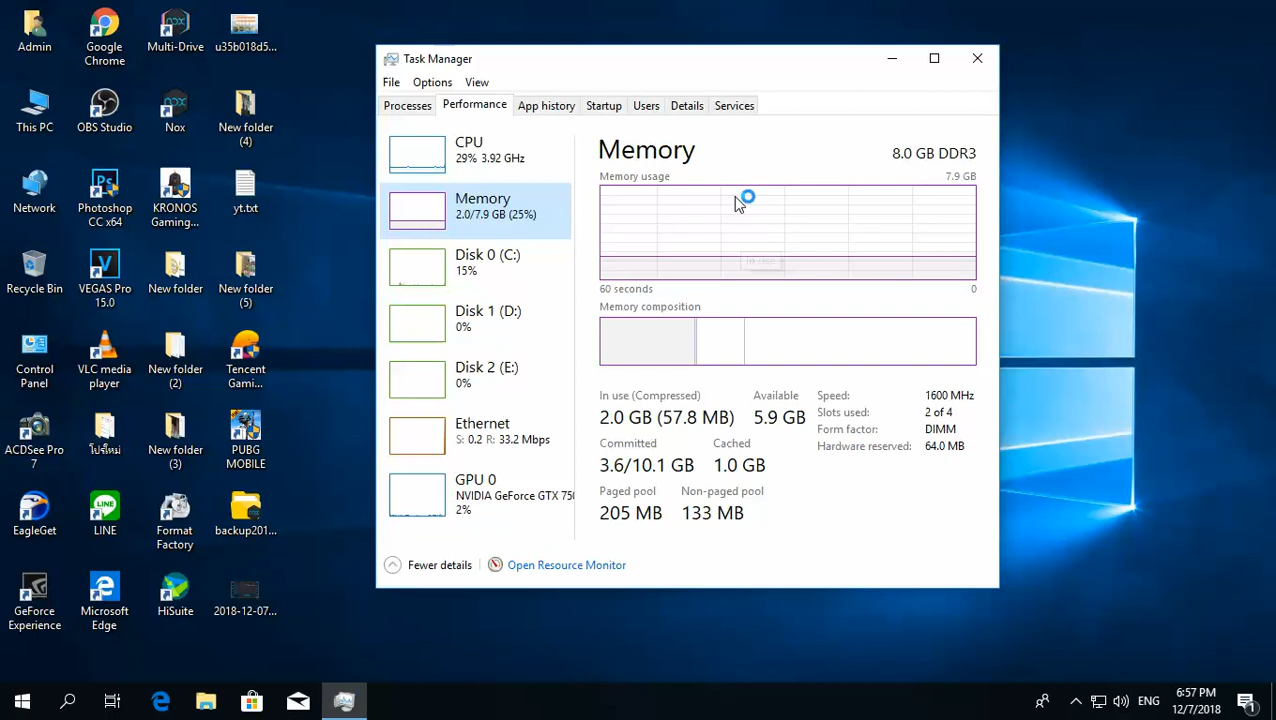 Admin
Google
Chrome
Multi-Drive
u35b018d5...
This PC
OBS Studio
Nox
New folder
(4)
Network
Photoshop
CC x64
KRONOS
Gaming...
yt.txt
Recycle Bin
VEGAS Pro
15.0
New folder
New folder
(5)
Control
Panel
VLC media
player
New folder
(2)
Tencent
Gami...
ACDSee Pro
7
โปร์ใหม่
New folder
(3)
PUBG
MOBILE
EagleGet
LINE
Format
Factory
backup201...
GeForce
Experience
Microsoft
Edge
HiSuite
2018-12-07...
Task Manager
File Options View
Processes Performance App history Startup Users Details Services
CPU
29% 3.92 GHz
Memory
2.0/7.9 GB (25%)
Disk 0 (C:)
15%
Disk 1 (D:)
0%
Disk 2 (E:)
0%
Ethernet
S: 0.2 R: 33.2 Mbps
GPU 0
NVIDIA GeForce GTX 750
2%
Memory
8.0 GB DDR3
Memory usage
7.9 GB
60 seconds
0
Memory composition
In use (Compressed)
2.0 GB (57.8 MB)
Available
5.9 GB
Committed
3.6/10.1 GB
Cached
1.0 GB
Paged pool
205 MB
Non-paged pool
133 MB
Speed: 1600 MHz
Slots used: 2 of 4
Form factor: DIMM
Hardware reserved: 64.0 MB
Fewer details
Open Resource Monitor
ENG
6:57 PM
12/7/2018
1